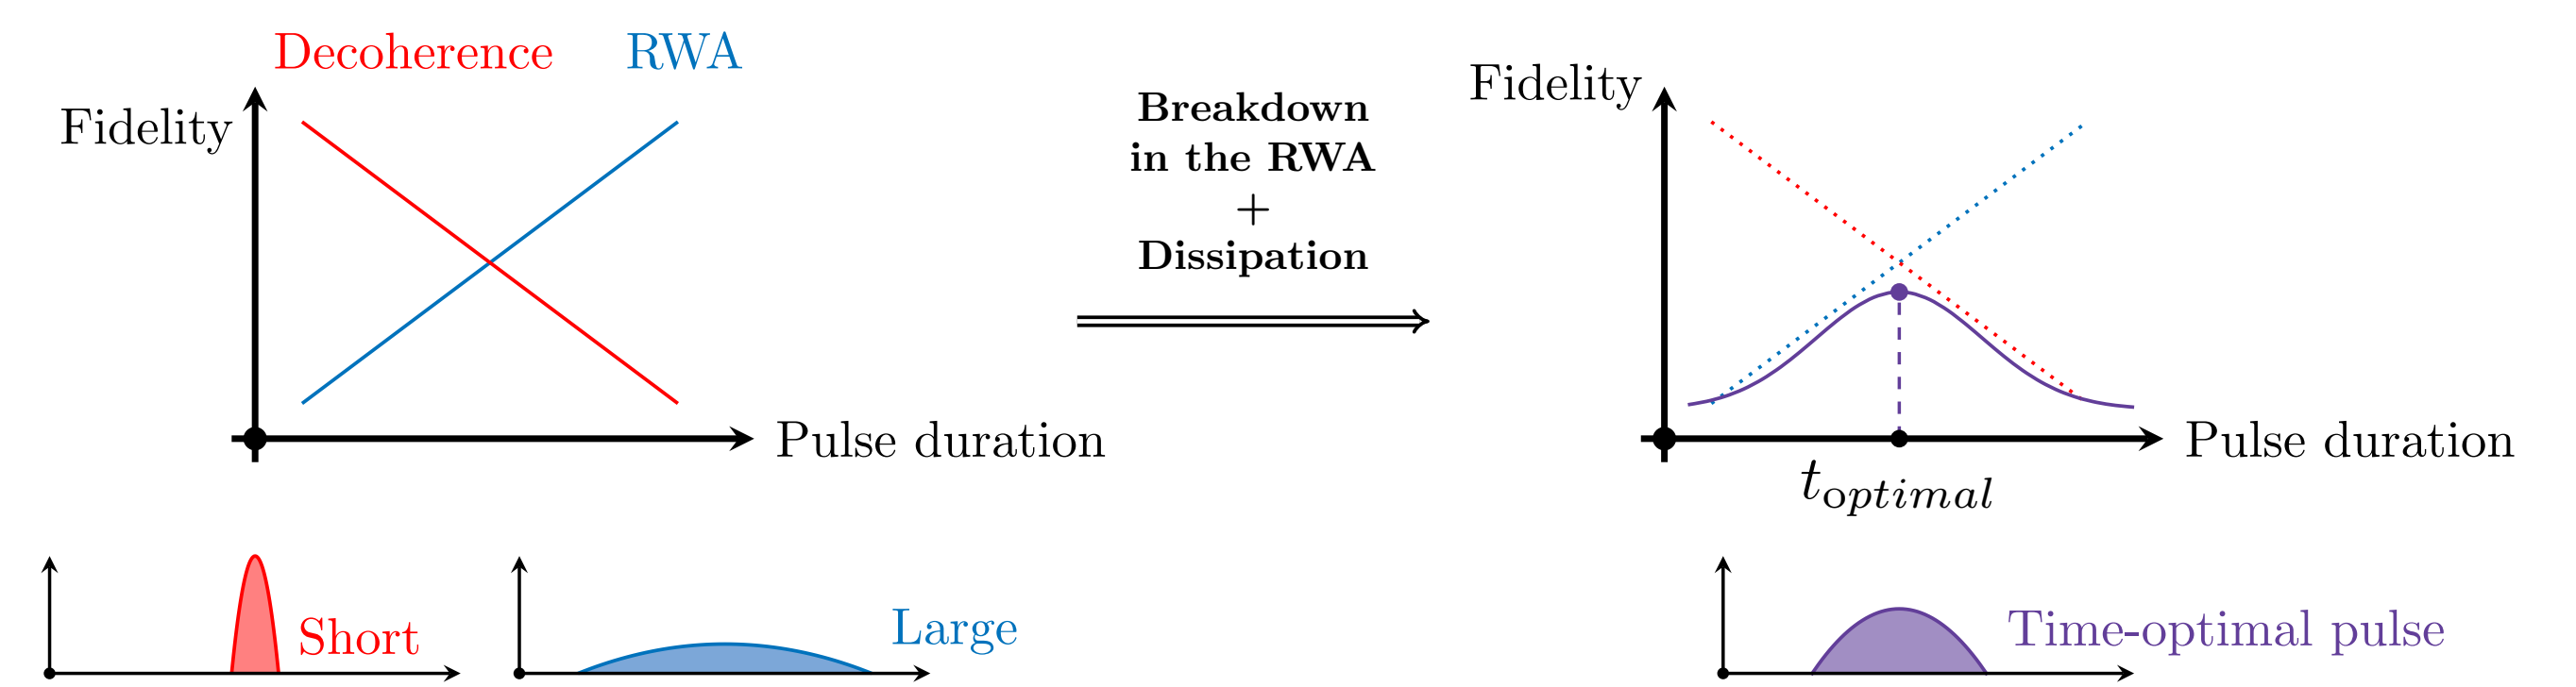 Decoherence
RWA
Fidelity
Pulse duration
Short
Large
Breakdown
in the RWA
+
Dissipation
Fidelity
Pulse duration
t_optimal
Time-optimal pulse